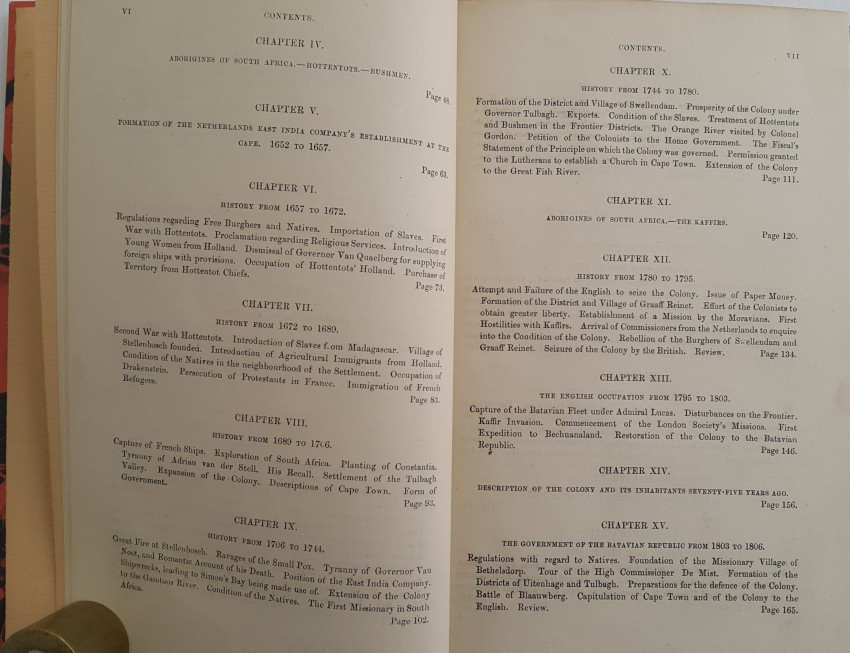 VI
CONTENTS.
CHAPTER IV.
ABORIGINES OF SOUTH AFRICA.—HOTTENTOTS.—BUSHMEN.
Page 48.
CHAPTER V.
FORMATION OF THE NETHERLANDS EAST INDIA COMPANY'S ESTABLISHMENT AT THE
CAPE. 1652 TO 1657.
Page 63.
CHAPTER VI.
HISTORY FROM 1657 TO 1672.
Regulations regarding Free Burghers and Natives. Importation of Slaves. First
War with Hottentots. Proclamation regarding Religious Services. Introduction of
Young Women from Holland. Dismissal of Governor Van Quaelberg for supplying
foreign ships with provisions. Occupation of Hottentots' Holland. Purchase of
Territory from Hottentot Chiefs.
Page 73.
CHAPTER VII.
HISTORY FROM 1672 TO 1689.
Second War with Hottentots. Introduction of Slaves from Madagascar. Village of
Stellenbosch founded. Introduction of Agricultural Immigrants from Holland.
Condition of the Natives in the neighbourhood of the Settlement. Occupation of
Drakenstein. Persecution of Protestants in France. Immigration of French
Refugees.
Page 83.
CHAPTER VIII.
HISTORY FROM 1689 TO 1706.
Capture of French Ships. Exploration of South Africa. Planting of Constantia.
Tyranny of Adrian van der Stell. His Recall. Settlement of the Tulbagh
Valley. Expansion of the Colony. Descriptions of Cape Town. Form of
Government.
Page 93.
CHAPTER IX.
HISTORY FROM 1706 TO 1744.
Great Fire at Stellenbosch. Ravages of the Small Pox. Tyranny of Governor Van
Noot, and Romantic Account of his Death. Position of the East India Company.
Shipwrecks, leading to Simon's Bay being made use of. Extension of the Colony
to the Gamtoos River. Condition of the Natives. The First Missionary in South
Africa.
Page 102.
CONTENTS.
VII
CHAPTER X.
HISTORY FROM 1744 TO 1780.
Formation of the District and Village of Swellendam. Prosperity of the Colony under
Governor Tulbagh. Exports. Condition of the Slaves. Treatment of Hottentots
and Bushmen in the Frontier Districts. The Orange River visited by Colonel
Gordon. Petition of the Colonists to the Home Government. The Fiscal's
Statement of the Principle on which the Colony was governed. Permission granted
to the Lutherans to establish a Church in Cape Town. Extension of the Colony
to the Great Fish River. Page 111.
CHAPTER XI.
ABORIGINES OF SOUTH AFRICA.—THE KAFFIRS.
Page 120.
CHAPTER XII.
HISTORY FROM 1780 TO 1795.
Attempt and Failure of the English to seize the Colony. Issue of Paper Money.
Formation of the District and Village of Graaff Reinet. Effort of the Colonists to
obtain greater liberty. Establishment of a Mission by the Moravians. First
Hostilities with Kaffirs. Arrival of Commissioners from the Netherlands to enquire
into the Condition of the Colony. Rebellion of the Burghers of Swellendam and
Graaff Reinet. Seizure of the Colony by the British. Review. Page 134.
CHAPTER XIII.
THE ENGLISH OCCUPATION FROM 1795 TO 1803.
Capture of the Batavian Fleet under Admiral Lucas. Disturbances on the Frontier.
Kaffir Invasion. Commencement of the London Society's Missions. First
Expedition to Bechuanaland. Restoration of the Colony to the Batavian
Republic. Page 146.
CHAPTER XIV.
DESCRIPTION OF THE COLONY AND ITS INHABITANTS SEVENTY-FIVE YEARS AGO.
Page 156.
CHAPTER XV.
THE GOVERNMENT OF THE BATAVIAN REPUBLIC FROM 1803 TO 1806.
Regulations with regard to Natives. Foundation of the Missionary Village of
Bethelsdorp. Tour of the High Commissioner De Mist. Formation of the
Districts of Uitenhage and Tulbagh. Preparations for the defence of the Colony.
Battle of Blaauwberg. Capitulation of Cape Town and of the Colony to the
English. Review. Page 165.